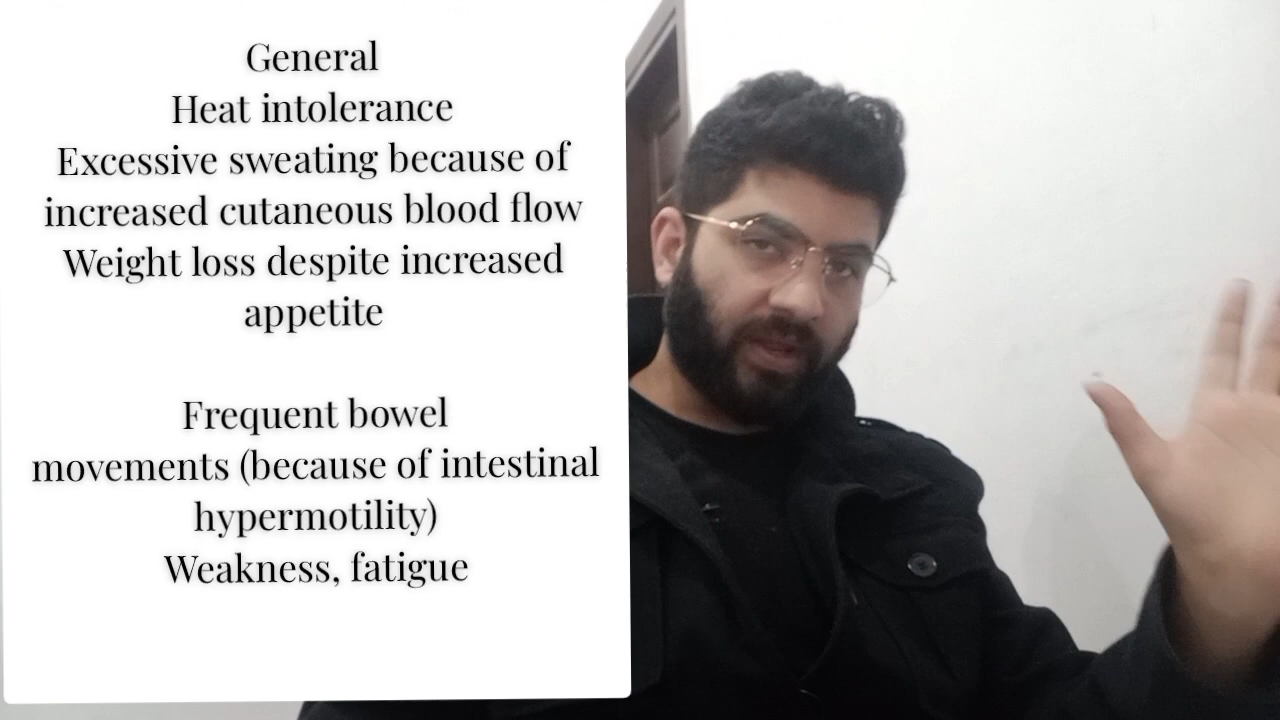 General
Heat intolerance
Excessive sweating because of
increased cutaneous blood flow
Weight loss despite increased
appetite
Frequent bowel
movements (because of intestinal
hypermotility)
Weakness, fatigue